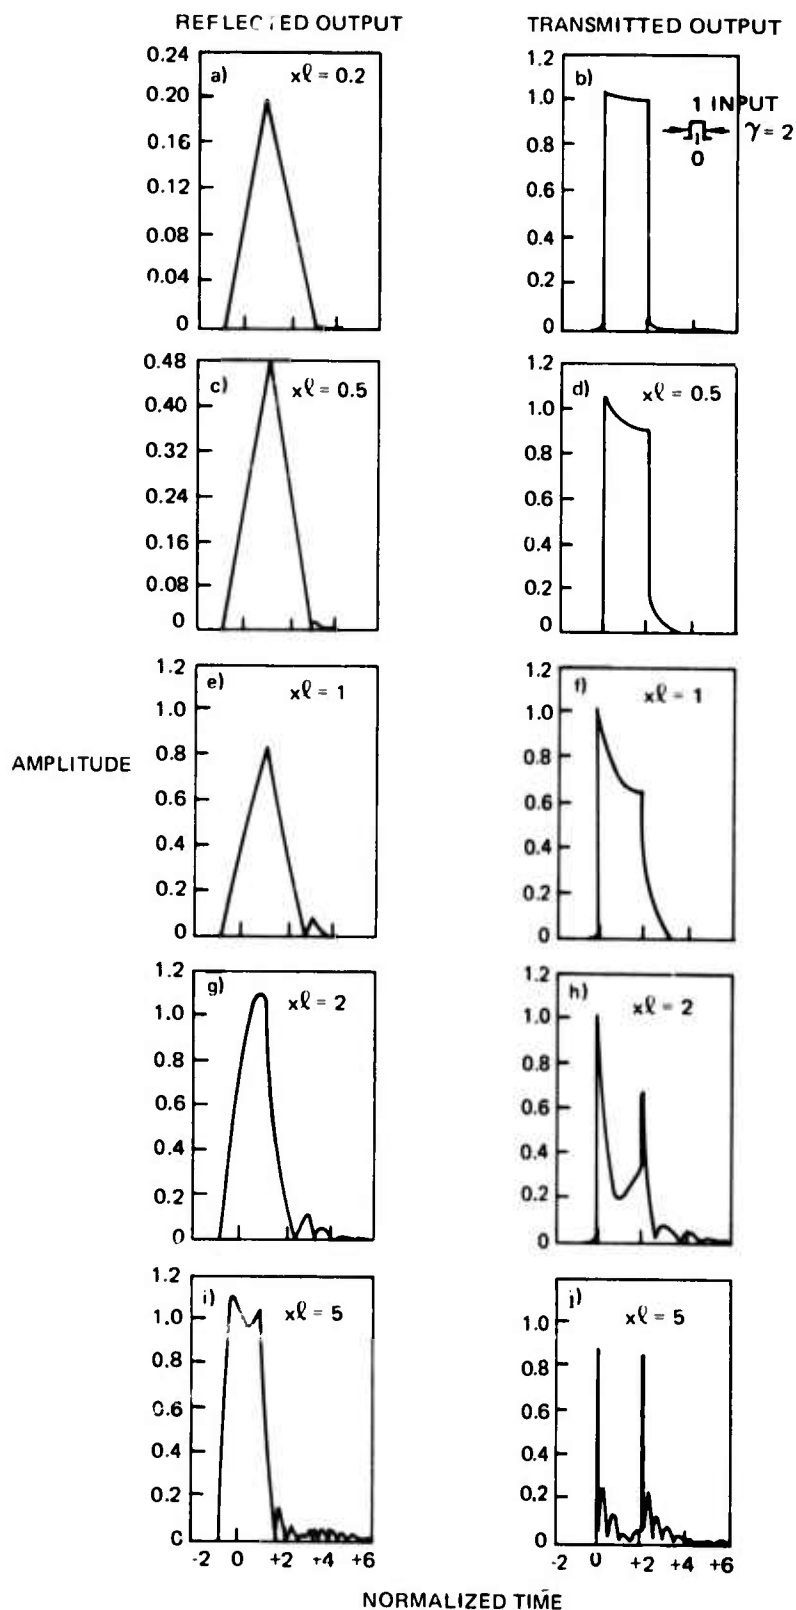 REFLECTED OUTPUT
TRANSMITTED OUTPUT
a)
xℓ = 0.2
0.24
0.20
0.16
0.12
0.08
0.04
0
b)
1 INPUT
γ = 2
0
1.2
1.0
0.8
0.6
0.4
0.2
0
c)
xℓ = 0.5
0.48
0.40
0.32
0.24
0.16
0.08
0
d)
xℓ = 0.5
1.2
1.0
0.8
0.6
0.4
0.2
0
AMPLITUDE
e)
xℓ = 1
1.2
1.0
0.8
0.6
0.4
0.2
0
f)
xℓ = 1
1.2
1.0
0.8
0.6
0.4
0.2
0
g)
xℓ = 2
1.2
1.0
0.8
0.6
0.4
0.2
0
h)
xℓ = 2
1.2
1.0
0.8
0.6
0.4
0.2
0
i)
xℓ = 5
1.2
1.0
0.8
0.6
0.4
0.2
0
-2 0 +2 +4 +6
j)
xℓ = 5
1.0
0.8
0.6
0.4
0.2
0
-2 0 +2 +4 +6
NORMALIZED TIME